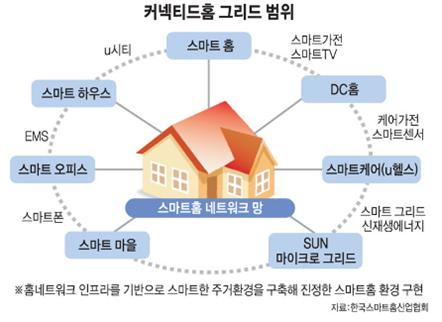 커넥티드홈 그리드 범위
u시티
스마트 홈
스마트가전
스마트TV
스마트 하우스
DC홈
EMS
케어가전
스마트센서
스마트 오피스
스마트케어(u헬스)
스마트홈 네트워크 망
스마트폰
스마트 그리드
신재생에너지
스마트 마을
SUN
마이크로 그리드
※홈네트워크 인프라를 기반으로 스마트한 주거환경을 구축해 진정한 스마트홈 환경 구현
자료:한국스마트홈산업협회